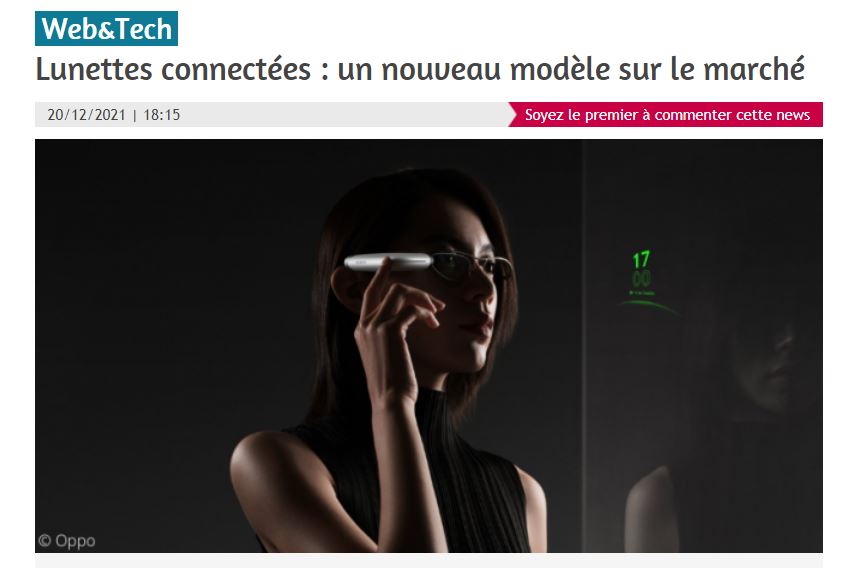 Web&Tech
Lunettes connectées : un nouveau modèle sur le marché
20/12/2021 | 18:15
Soyez le premier à commenter cette news
17
00
© Oppo